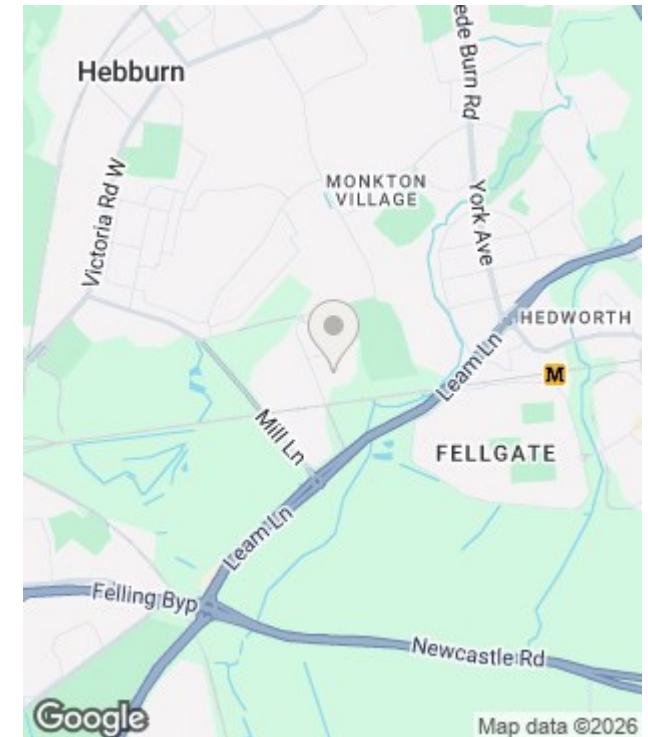 Hebburn
ede Burn Rd
Victoria Rd W
MONKTON
VILLAGE
York Ave
HEDWORTH
Leam Ln
M
Mill Ln
FELLGATE
Leam Ln
Felling Byp
Newcastle Rd
Google
Map data ©2026